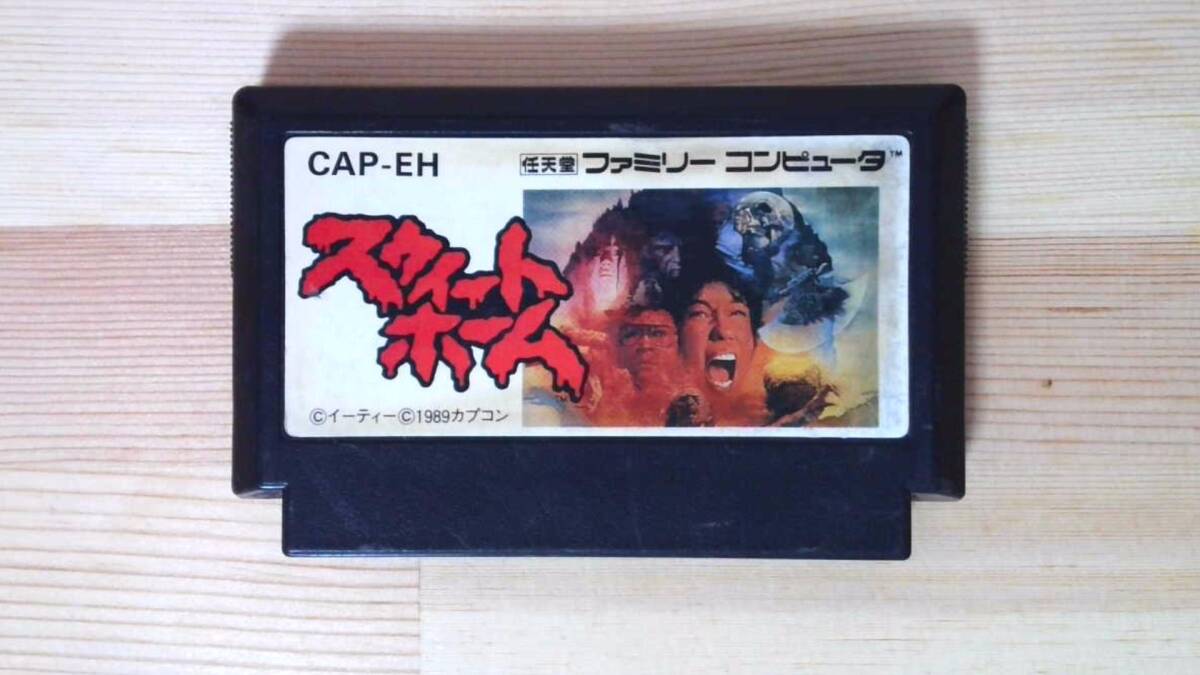 CAP-EH
任天堂 ファミリー コンピュータ™
スウィート
ホーム
©イーティー©1989カプコン